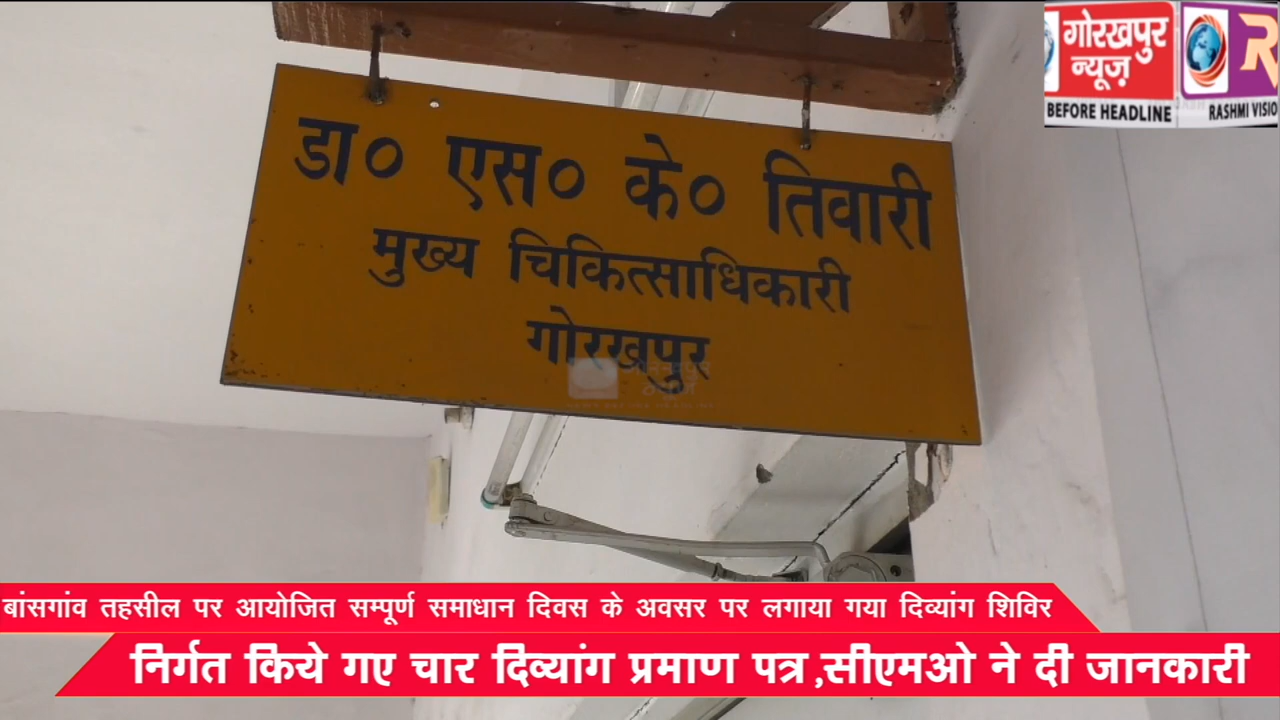 गोरखपुर
न्यूज़
BEFORE HEADLINE
R
RASHMI VISIO
डा० एस० के० तिवारी
मुख्य चिकित्साधिकारी
गोरखपुर
बांसगांव तहसील पर आयोजित सम्पूर्ण समाधान दिवस के अवसर पर लगाया गया दिव्यांग शिविर
निर्गत किये गए चार दिव्यांग प्रमाण पत्र,सीएमओ ने दी जानकारी